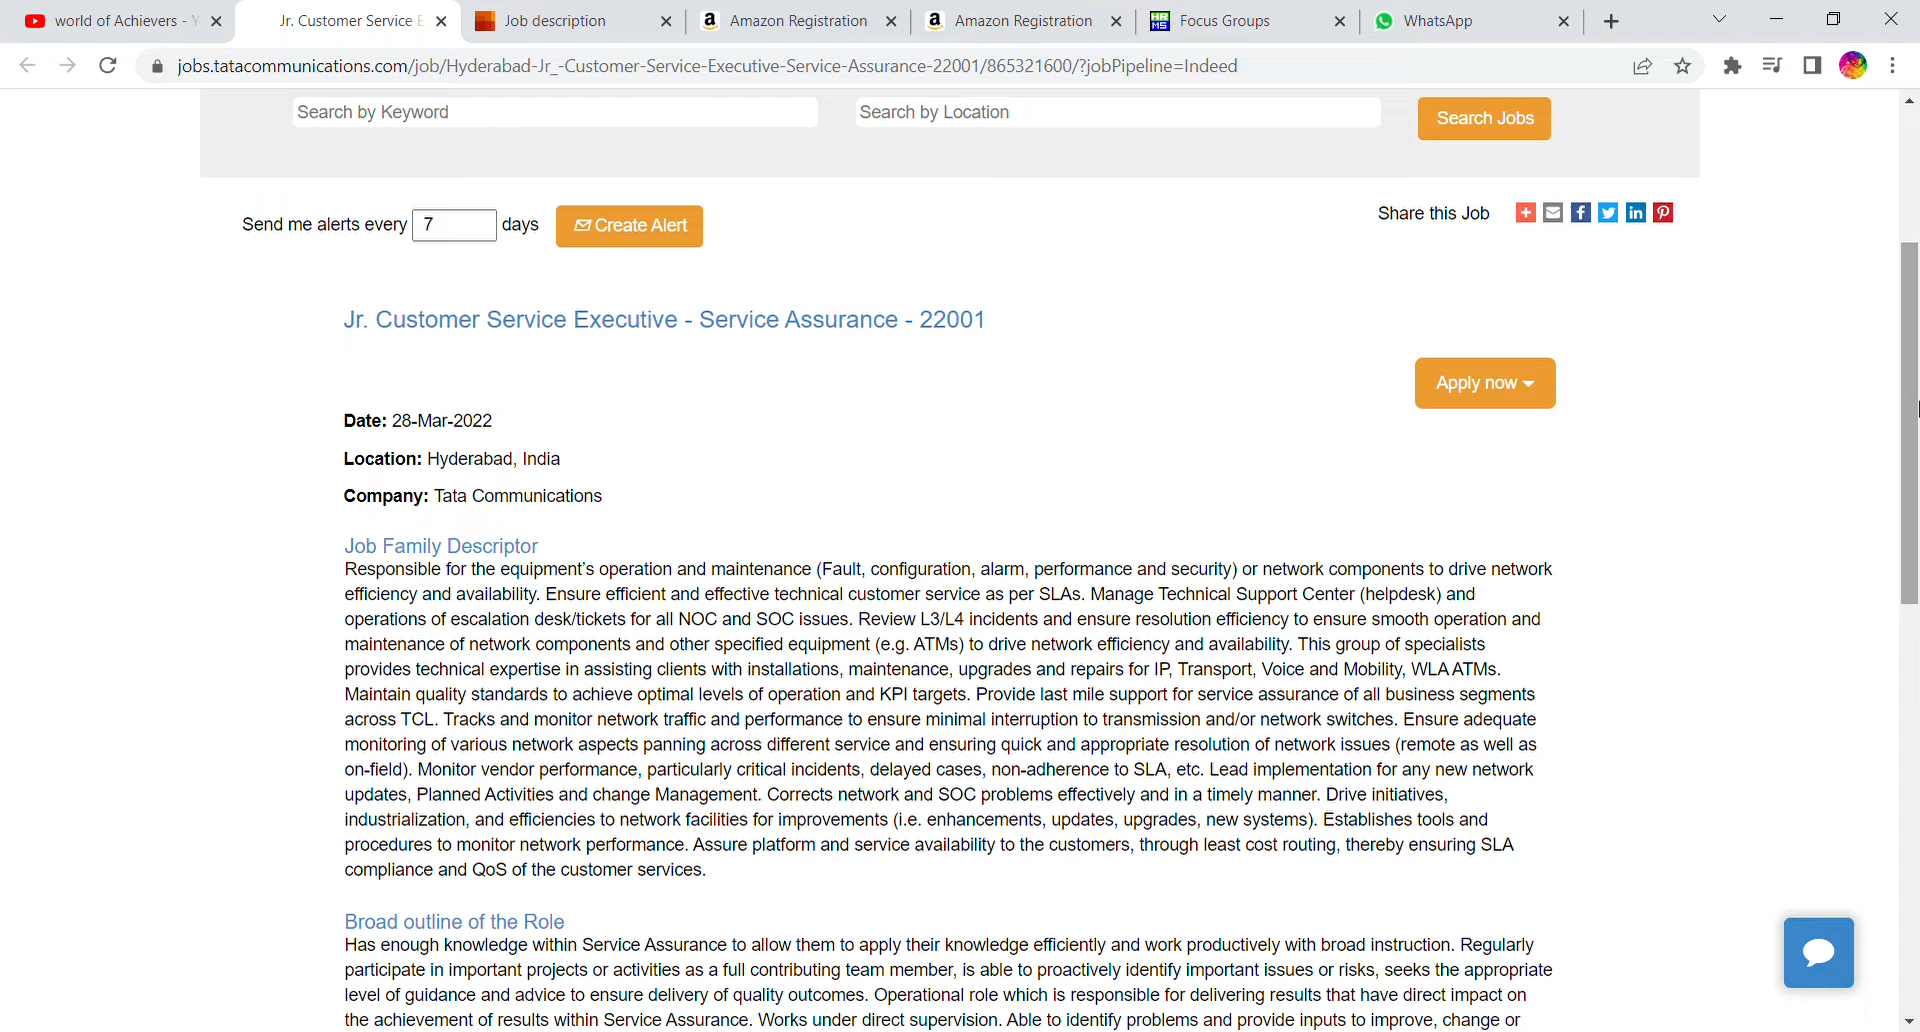 world of Achievers - Y
Jr. Customer Service E
Job description
Amazon Registration
Amazon Registration
Focus Groups
WhatsApp
jobs.tatacommunications.com/job/Hyderabad-Jr_-Customer-Service-Executive-Service-Assurance-22001/865321600/?jobPipeline=Indeed
Search by Keyword
Search by Location
Search Jobs
Send me alerts every 7 days
Create Alert
Share this Job
Jr. Customer Service Executive - Service Assurance - 22001
Apply now
Date: 28-Mar-2022
Location: Hyderabad, India
Company: Tata Communications
Job Family Descriptor
Responsible for the equipment's operation and maintenance (Fault, configuration, alarm, performance and security) or network components to drive network
efficiency and availability. Ensure efficient and effective technical customer service as per SLAs. Manage Technical Support Center (helpdesk) and
operations of escalation desk/tickets for all NOC and SOC issues. Review L3/L4 incidents and ensure resolution efficiency to ensure smooth operation and
maintenance of network components and other specified equipment (e.g. ATMs) to drive network efficiency and availability. This group of specialists
provides technical expertise in assisting clients with installations, maintenance, upgrades and repairs for IP, Transport, Voice and Mobility, WLA ATMs.
Maintain quality standards to achieve optimal levels of operation and KPI targets. Provide last mile support for service assurance of all business segments
across TCL. Tracks and monitor network traffic and performance to ensure minimal interruption to transmission and/or network switches. Ensure adequate
monitoring of various network aspects panning across different service and ensuring quick and appropriate resolution of network issues (remote as well as
on-field). Monitor vendor performance, particularly critical incidents, delayed cases, non-adherence to SLA, etc. Lead implementation for any new network
updates, Planned Activities and change Management. Corrects network and SOC problems effectively and in a timely manner. Drive initiatives,
industrialization, and efficiencies to network facilities for improvements (i.e. enhancements, updates, upgrades, new systems). Establishes tools and
procedures to monitor network performance. Assure platform and service availability to the customers, through least cost routing, thereby ensuring SLA
compliance and QoS of the customer services.
Broad outline of the Role
Has enough knowledge within Service Assurance to allow them to apply their knowledge efficiently and work productively with broad instruction. Regularly
participate in important projects or activities as a full contributing team member, is able to proactively identify important issues or risks, seeks the appropriate
level of guidance and advice to ensure delivery of quality outcomes. Operational role which is responsible for delivering results that have direct impact on
the achievement of results within Service Assurance. Works under direct supervision. Able to identify problems and provide inputs to improve, change or